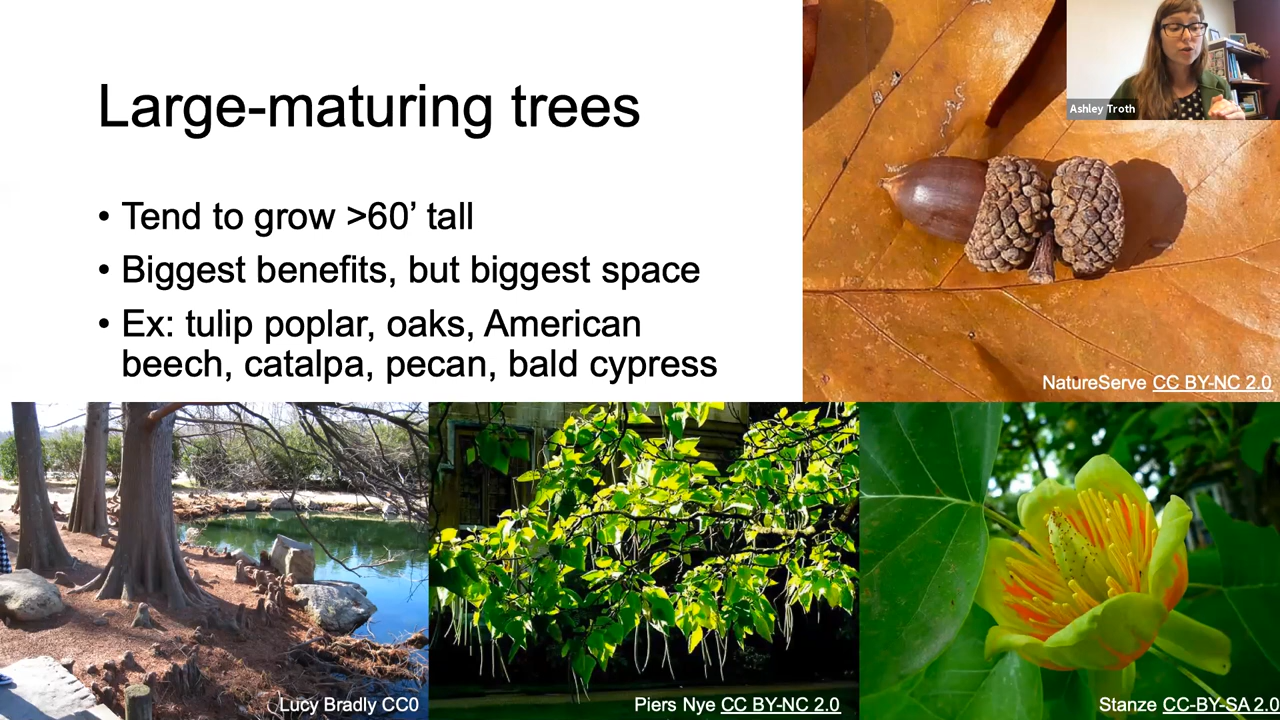 Large-maturing trees
• Tend to grow >60’ tall
• Biggest benefits, but biggest space
• Ex: tulip poplar, oaks, American
beech, catalpa, pecan, bald cypress
Ashley Troth
NatureServe CC BY-NC 2.0
Lucy Bradly CC0
Piers Nye CC BY-NC 2.0
Stanze CC-BY-SA 2.0